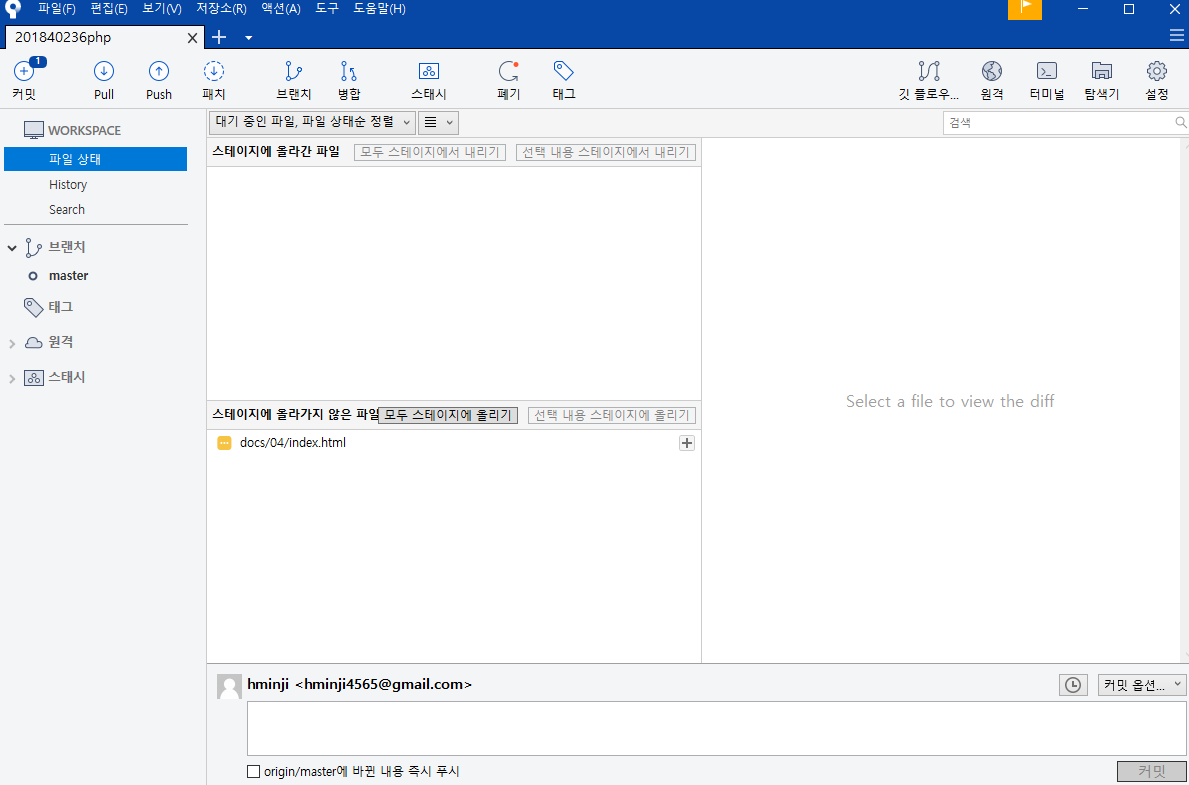 파일(F) 편집(E) 보기(V) 저장소(R) 액션(A) 도구 도움말(H)
201840236php
1
커밋 Pull Push 패치 브랜치 병합 스태시 폐기 태그 깃 플로우... 원격 터미널 탐색기 설정
WORKSPACE
파일 상태
History
Search
브랜치
master
태그
원격
스태시
대기 중인 파일, 파일 상태순 정렬
검색
스테이지에 올라간 파일 모두 스테이지에서 내리기 선택 내용 스테이지에서 내리기
스테이지에 올라가지 않은 파일 모두 스테이지에 올리기 선택 내용 스테이지에 올리기
docs/04/index.html
Select a file to view the diff
hminji <hminji4565@gmail.com>
커밋 옵션...
origin/master에 바뀐 내용 즉시 푸시
커밋